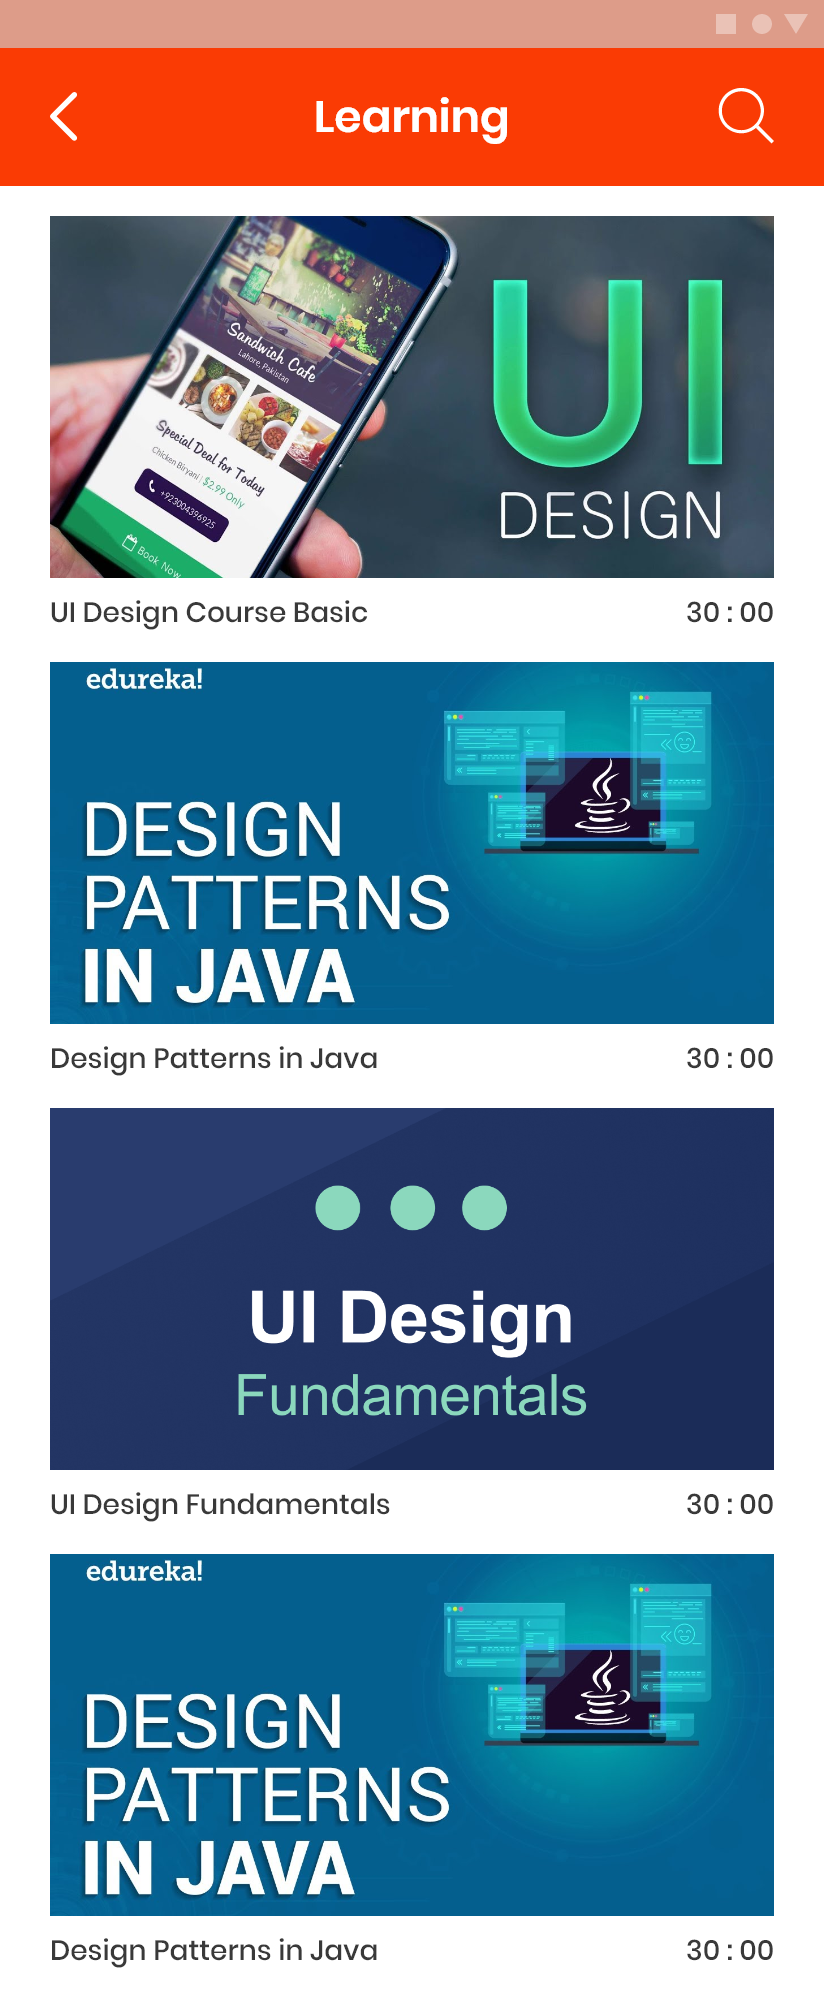 Learning
Sandwich Cafe
Lahore, Pakistan
Special Deal for Today
Chicken Biryani | $2.99 Only
+923004396925
Book Now
UI
DESIGN
UI Design Course Basic 30 : 00
edureka!
DESIGN
PATTERNS
IN JAVA
Design Patterns in Java 30 : 00
UI Design
Fundamentals
UI Design Fundamentals 30 : 00
edureka!
DESIGN
PATTERNS
IN JAVA
Design Patterns in Java 30 : 00